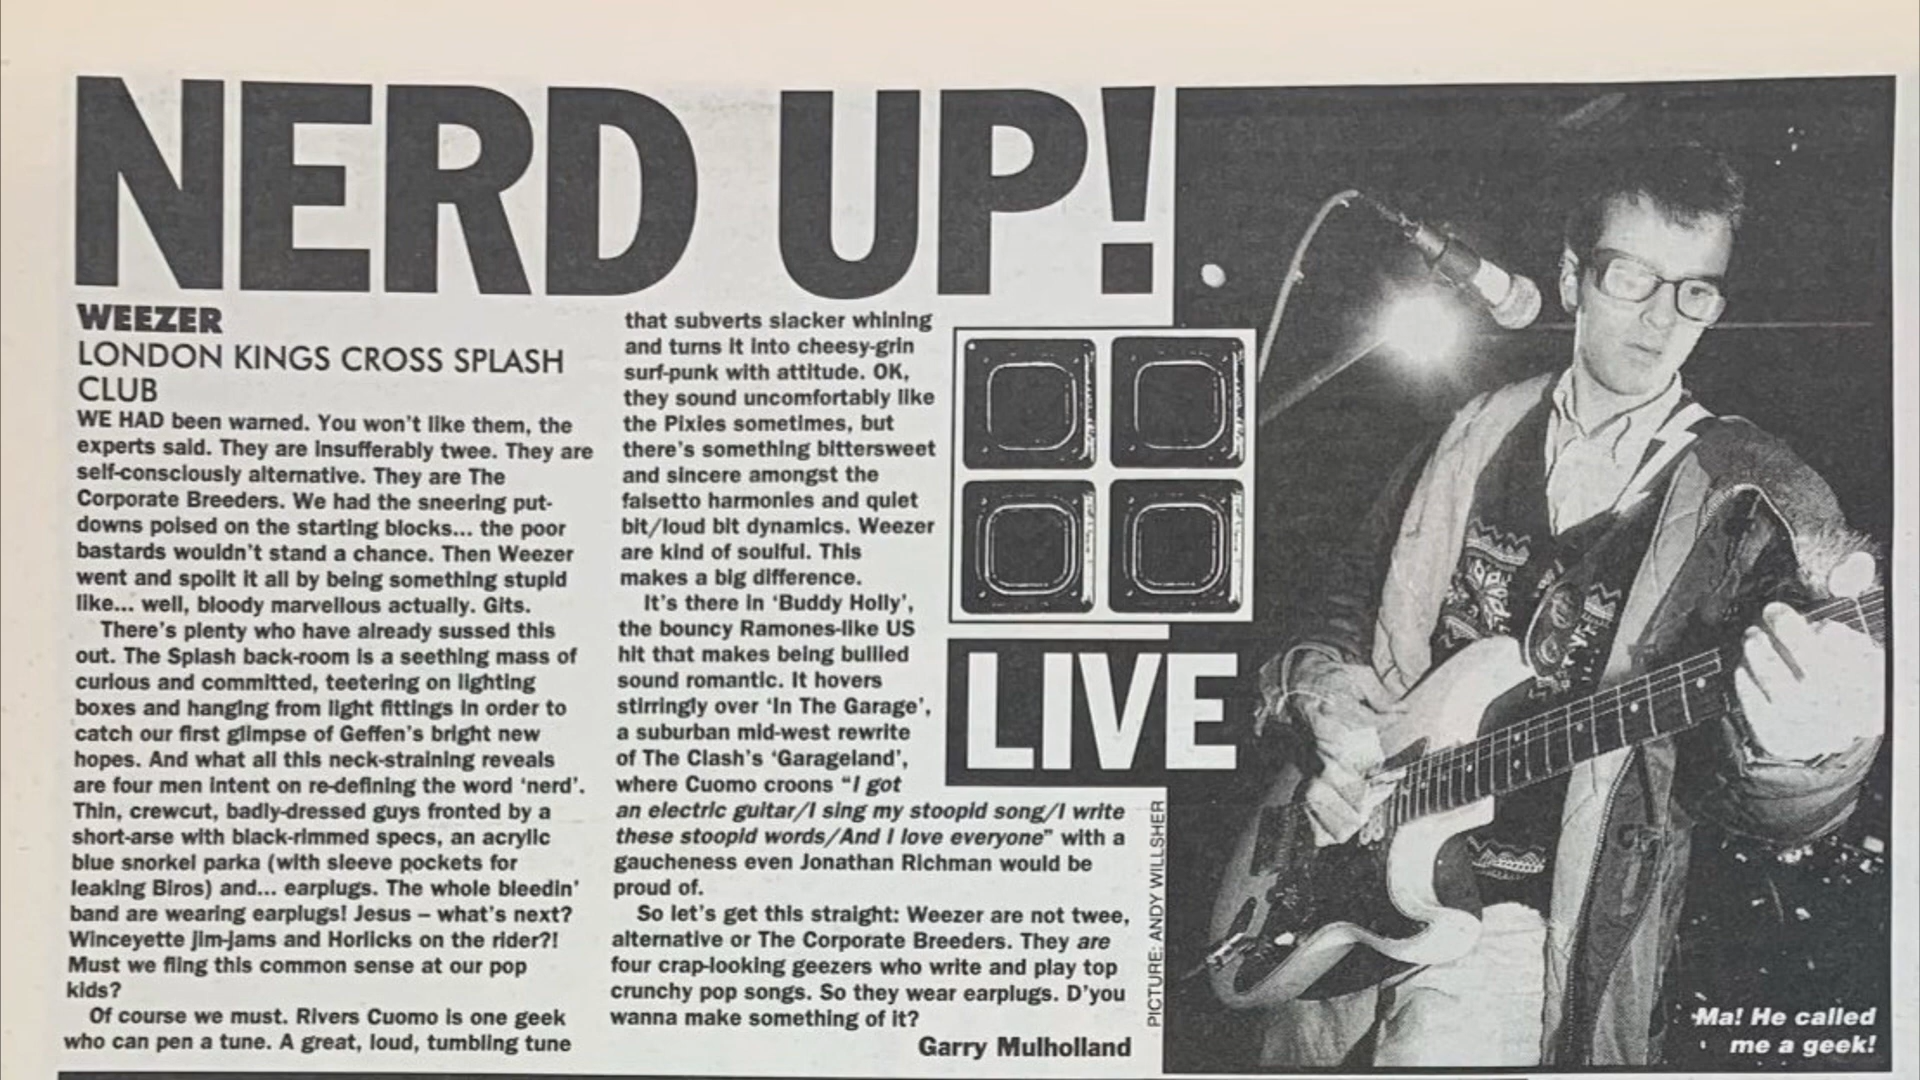 NERD UP!
WEEZER
LONDON KINGS CROSS SPLASH
CLUB
WE HAD been warned. You won't like them, the
experts said. They are insufferably twee. They are
self-consciously alternative. They are The
Corporate Breeders. We had the sneering put-
downs poised on the starting blocks... the poor
bastards wouldn't stand a chance. Then Weezer
went and spoilt it all by being something stupid
like... well, bloody marvellous actually. Gits.
There's plenty who have already sussed this
out. The Splash back-room is a seething mass of
curious and committed, teetering on lighting
boxes and hanging from light fittings in order to
catch our first glimpse of Geffen's bright new
hopes. And what all this neck-straining reveals
are four men intent on re-defining the word 'nerd'.
Thin, crewcut, badly-dressed guys fronted by a
short-arse with black-rimmed specs, an acrylic
blue snorkel parka (with sleeve pockets for
leaking Biros) and... earplugs. The whole bleedin'
band are wearing earplugs! Jesus – what's next?
Winceyette jim-jams and Horlicks on the rider?!
Must we fling this common sense at our pop
kids?
Of course we must. Rivers Cuomo is one geek
who can pen a tune. A great, loud, tumbling tune
that subverts slacker whining
and turns it into cheesy-grin
surf-punk with attitude. OK,
they sound uncomfortably like
the Pixies sometimes, but
there's something bittersweet
and sincere amongst the
falsetto harmonies and quiet
bit/loud bit dynamics. Weezer
are kind of soulful. This
makes a big difference.
It's there in 'Buddy Holly',
the bouncy Ramones-like US
hit that makes being bullied
sound romantic. It hovers
stirringly over 'In The Garage',
a suburban mid-west rewrite
of The Clash's 'Garageland',
where Cuomo croons "I got
an electric guitar/I sing my stoopid song/I write
these stoopid words/And I love everyone" with a
gaucheness even Jonathan Richman would be
proud of.
So let's get this straight: Weezer are not twee,
alternative or The Corporate Breeders. They are
four crap-looking geezers who write and play top
crunchy pop songs. So they wear earplugs. D'you
wanna make something of it?
Garry Mulholland
LIVE
PICTURE: ANDY WILLSHER
Ma! He called
me a geek!